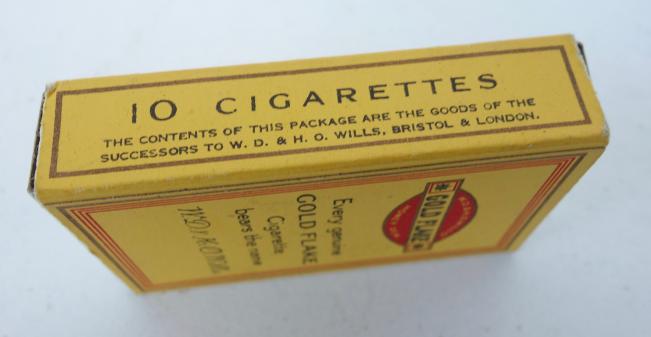 10 CIGARETTES
THE CONTENTS OF THIS PACKAGE ARE THE GOODS OF THE
SUCCESSORS TO W. D. & H. O. WILLS, BRISTOL & LONDON.
GOLD FLAKE
Every genuine
GOLD FLAKE
Cigarette
bears the name